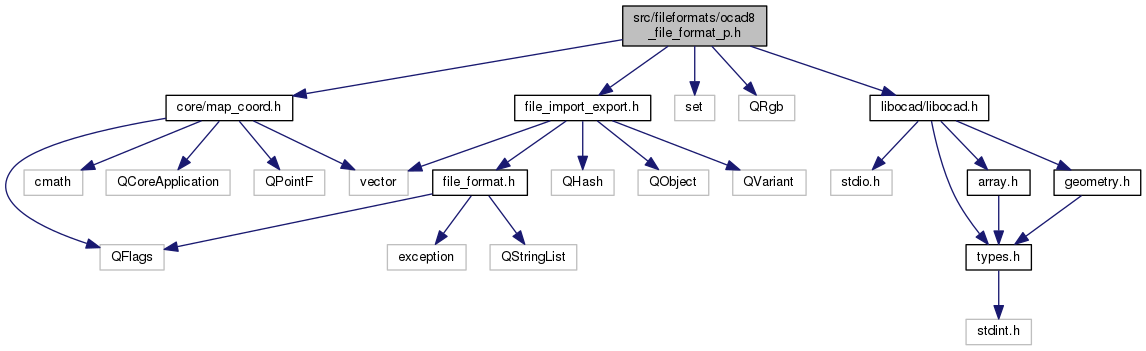 src/fileformats/ocad8
_file_format_p.h
core/map_coord.h
file_import_export.h
set
QRgb
libocad/libocad.h
cmath
QCoreApplication
QPointF
vector
file_format.h
QHash
QObject
QVariant
stdio.h
array.h
geometry.h
QFlags
exception
QStringList
types.h
stdint.h